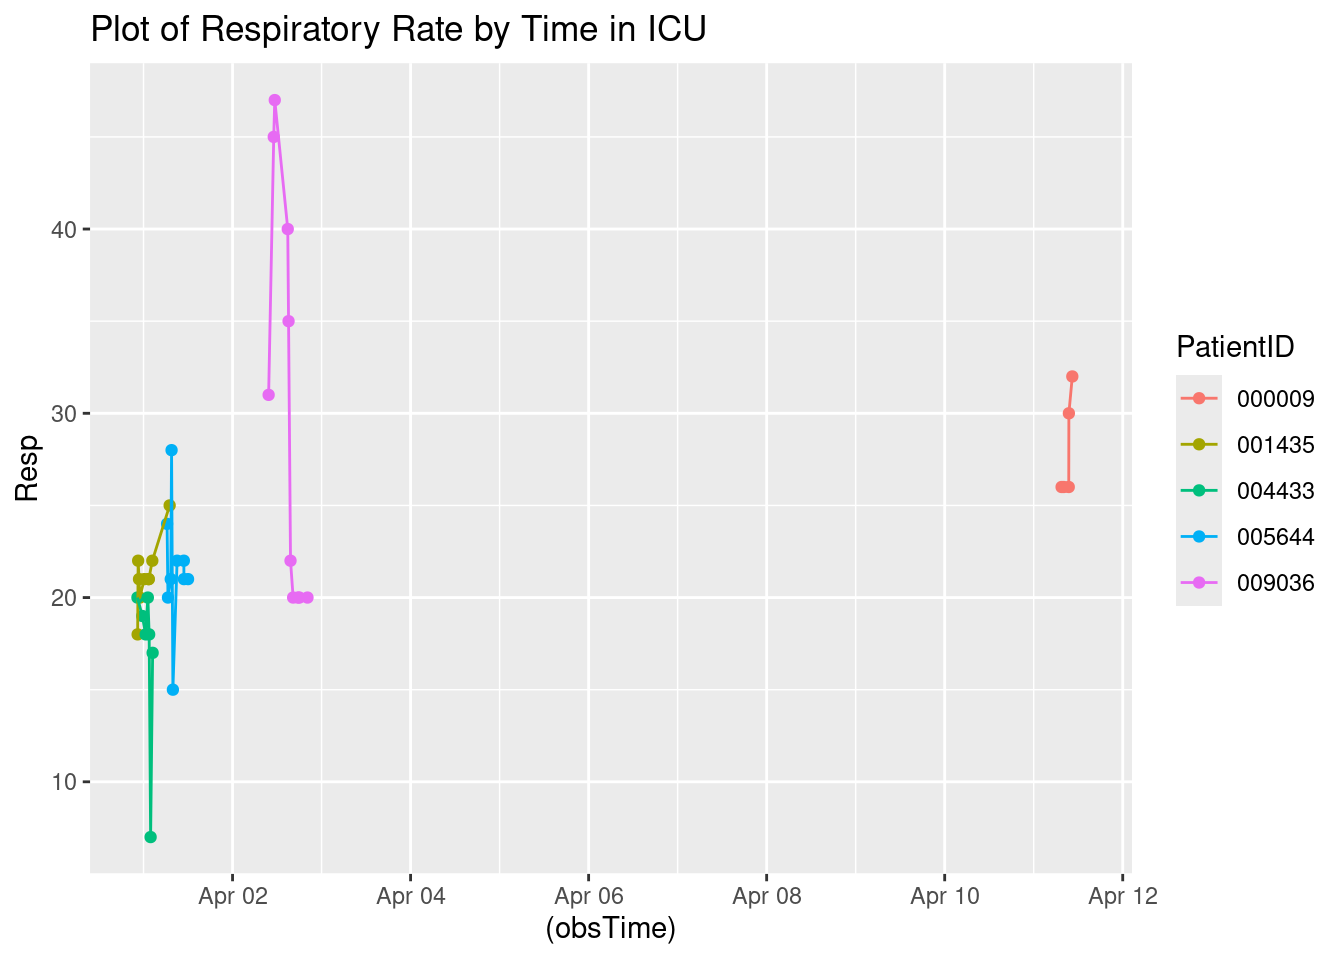 Plot of Respiratory Rate by Time in ICU
Resp
40
30
20
10
Apr 02
Apr 04
Apr 06
Apr 08
Apr 10
Apr 12
(obsTime)
PatientID
000009
001435
004433
005644
009036